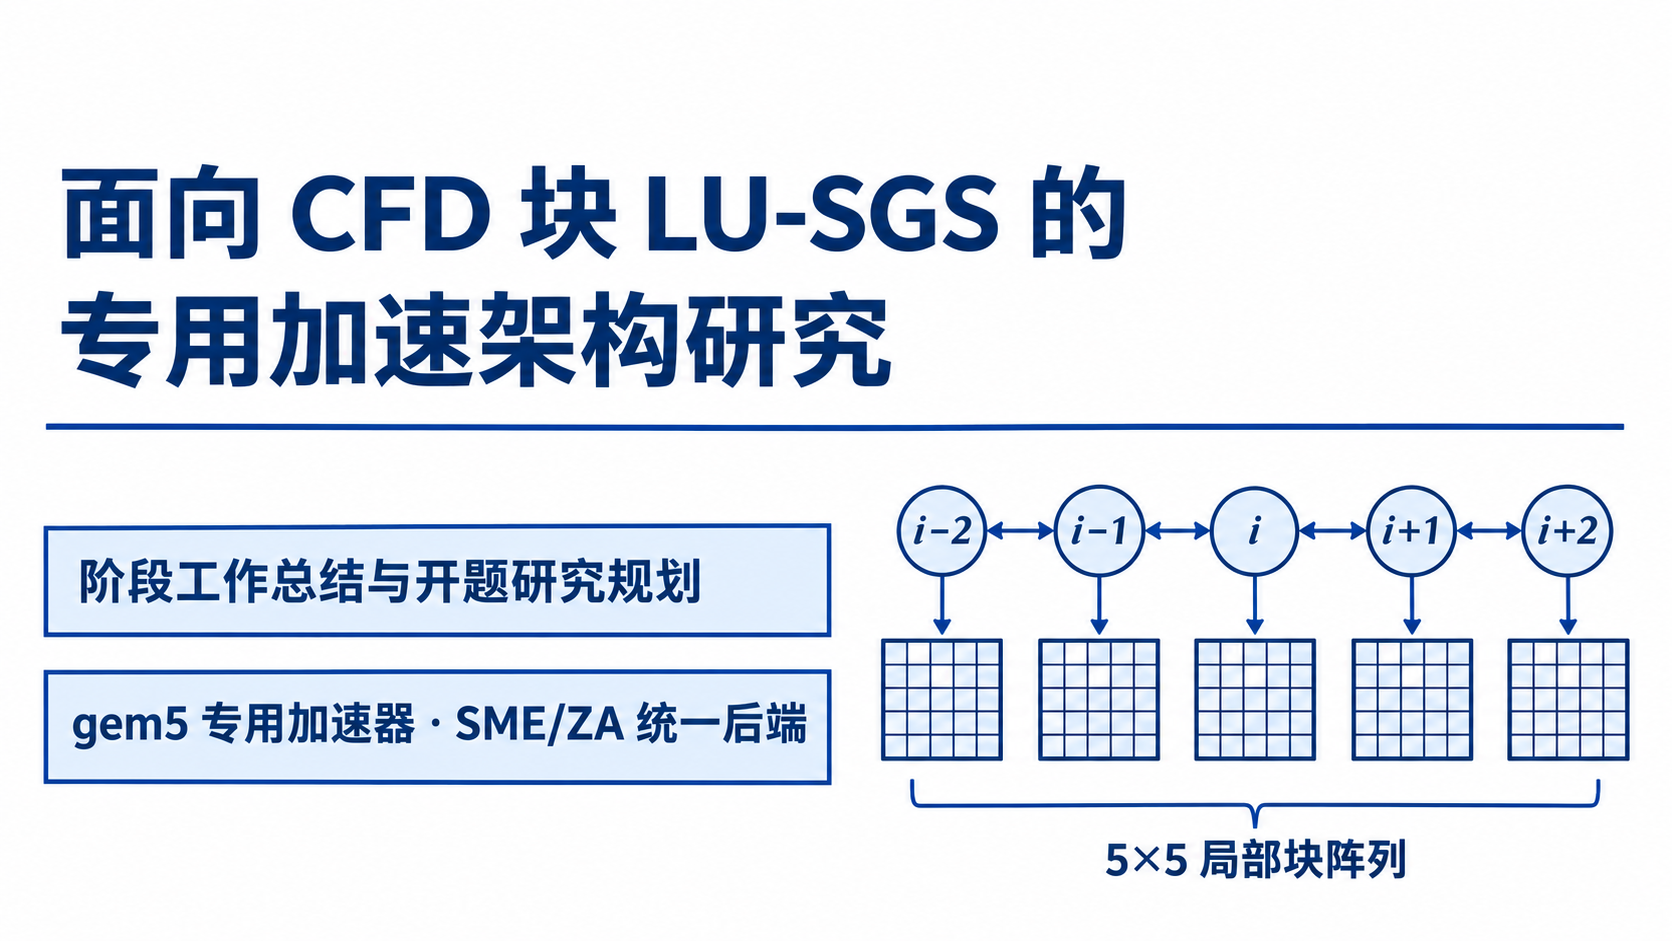 面向 CFD 块 LU-SGS 的
专用加速架构研究
阶段工作总结与开题研究规划
gem5 专用加速器 · SME/ZA 统一后端
i−2 i−1 i i+1 i+2
5×5 局部块阵列